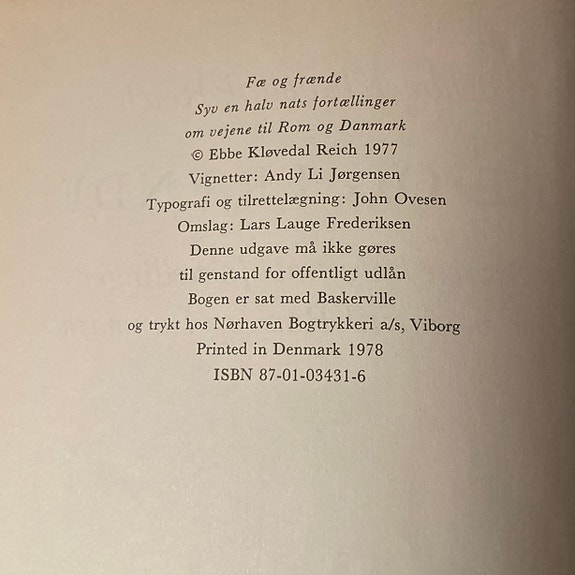 Fæ og frænde
Syv en halv nats fortællinger
om vejene til Rom og Danmark
© Ebbe Kløvedal Reich 1977
Vignetter: Andy Li Jørgensen
Typografi og tilrettelægning: John Ovesen
Omslag: Lars Lauge Frederiksen
Denne udgave må ikke gøres
til genstand for offentligt udlån
Bogen er sat med Baskerville
og trykt hos Nørhaven Bogtrykkeri a/s, Viborg
Printed in Denmark 1978
ISBN 87-01-03431-6